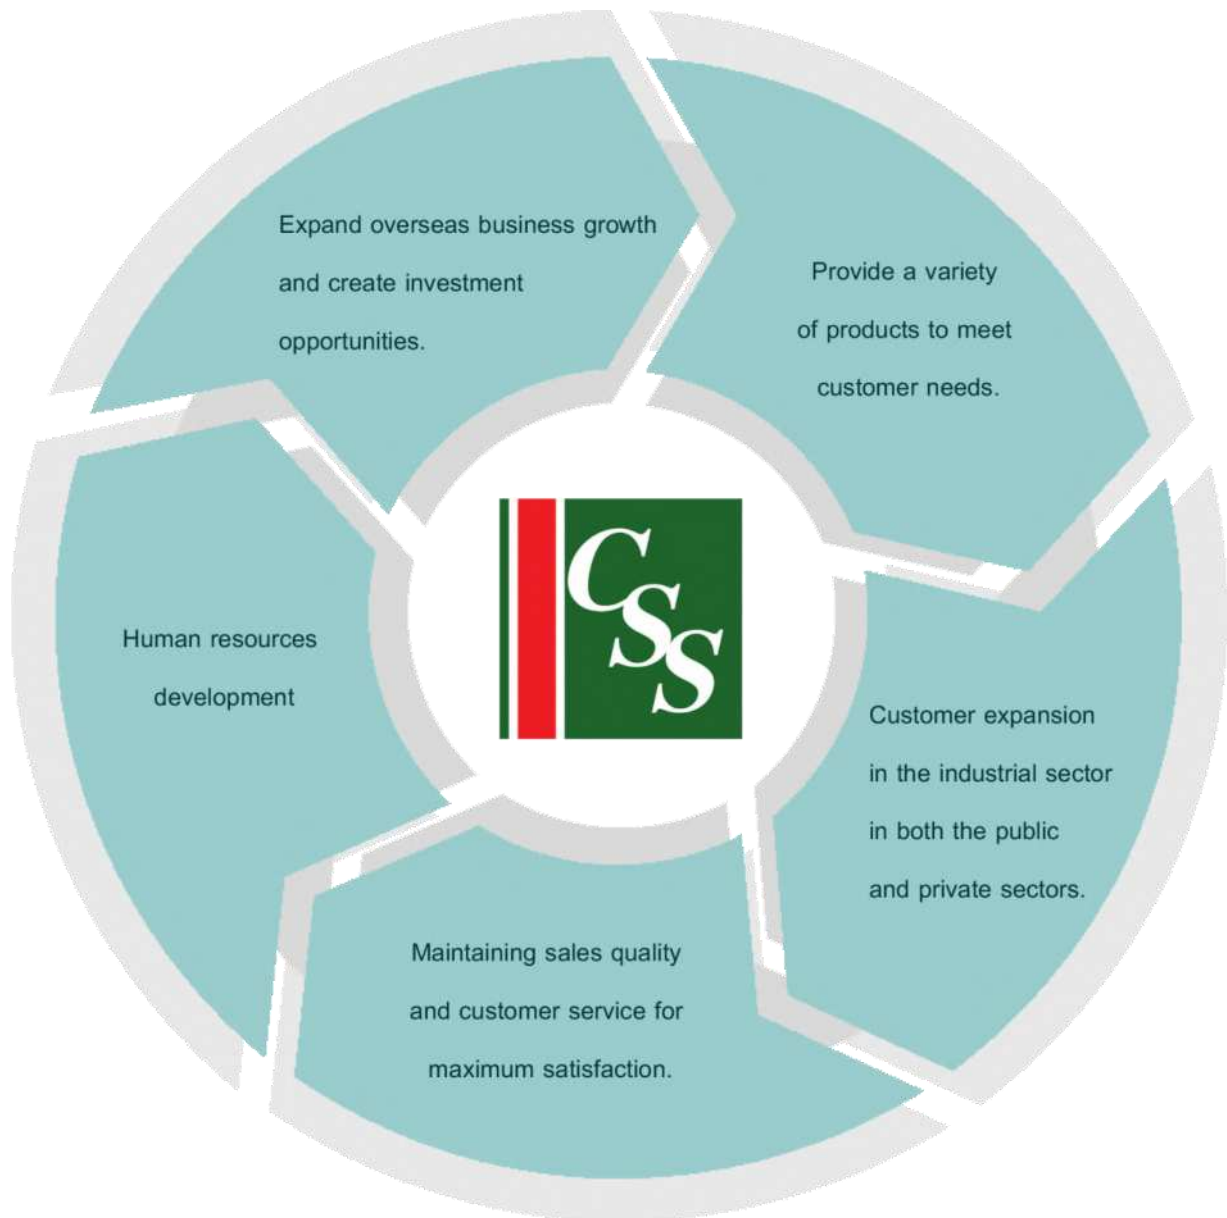 Expand overseas business growth
and create investment
opportunities.
Provide a variety
of products to meet
customer needs.
Customer expansion
in the industrial sector
in both the public
and private sectors.
Maintaining sales quality
and customer service for
maximum satisfaction.
Human resources
development
CSS